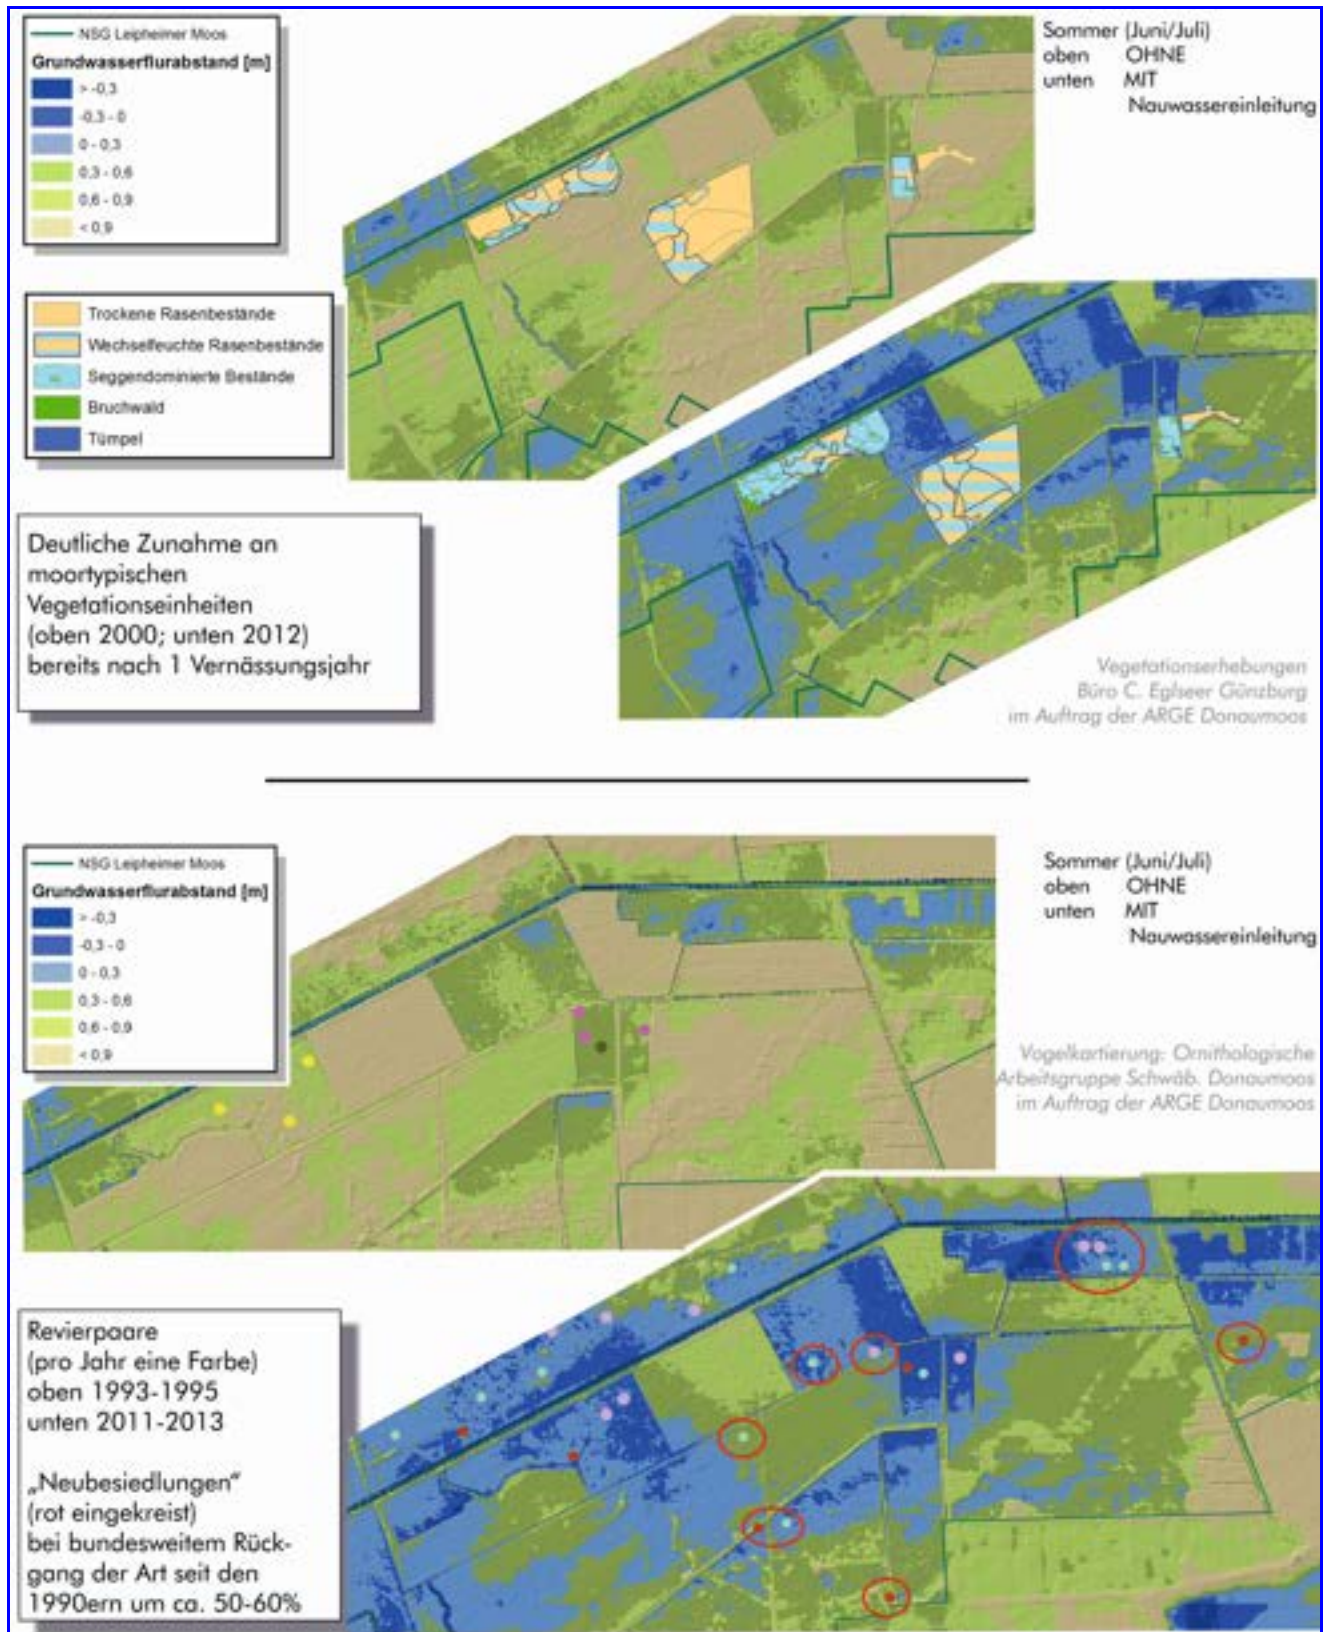 NSG Leipheimer Moos
Grundwasserflurabstand [m]
> -0,3
-0,3 - 0
0 - 0,3
0,3 - 0,6
0,6 - 0,9
< 0,9
Sommer (Juni/Juli)
oben OHNE
unten MIT
Nauwassereinleitung
Trockene Rasenbestände
Wechselfeuchte Rasenbestände
Seggendominierte Bestände
Bruchwald
Tümpel
Deutliche Zunahme an
moortypischen
Vegetationseinheiten
(oben 2000; unten 2012)
bereits nach 1 Vernässungsjahr
Vegetationserhebungen
Büro C. Eglseer Günzburg
im Auftrag der ARGE Donaumoos
NSG Leipheimer Moos
Grundwasserflurabstand [m]
> -0,3
-0,3 - 0
0 - 0,3
0,3 - 0,6
0,6 - 0,9
< 0,9
Sommer (Juni/Juli)
oben OHNE
unten MIT
Nauwassereinleitung
Vogelkartierung: Ornithologische
Arbeitsgruppe Schwäb. Donaumoos
im Auftrag der ARGE Donaumoos
Revierpaare
(pro Jahr eine Farbe)
oben 1993-1995
unten 2011-2013
„Neubesiedlungen“
(rot eingekreist)
bei bundesweitem Rück-
gang der Art seit den
1990ern um ca. 50-60%